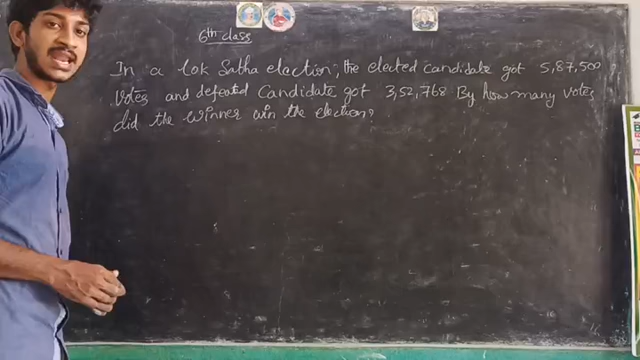 6th class
In a lok Sabha election, the elected candidate got 5,87,500
Votes and defeated Candidate got 3,52,768 By how many votes
did the winner win the election?